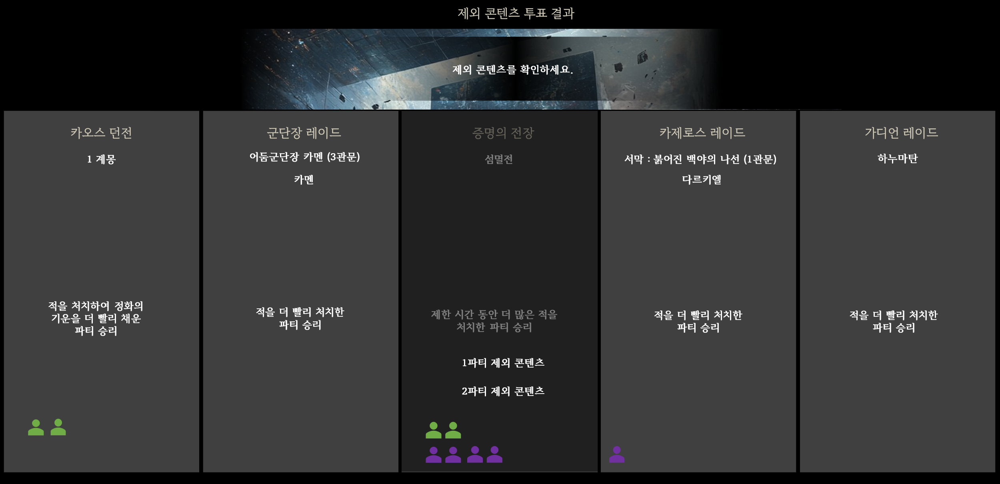 제외 콘텐츠 투표 결과
제외 콘텐츠를 확인하세요.
카오스 던전
1 계몽
적을 처치하여 정화의
기운을 더 빨리 채운
파티 승리
군단장 레이드
어둠군단장 카멘 (3관문)
카멘
적을 더 빨리 처치한
파티 승리
증명의 전장
섬멸전
제한 시간 동안 더 많은 적을
처치한 파티 승리
1파티 제외 콘텐츠
2파티 제외 콘텐츠
카제로스 레이드
서막 : 붉어진 백야의 나선 (1관문)
다르키엘
적을 더 빨리 처치한
파티 승리
가디언 레이드
하누마탄
적을 더 빨리 처치한
파티 승리